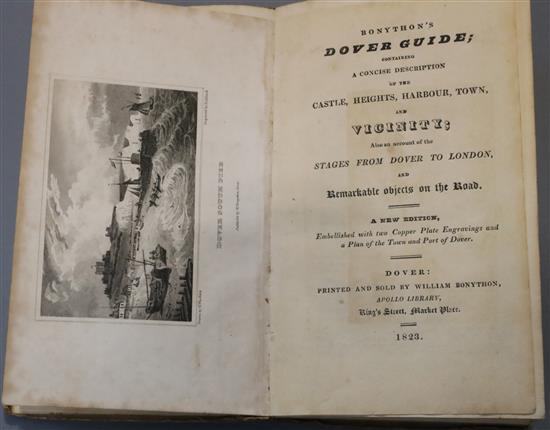 BONYTHON'S
DOVER GUIDE;
CONTAINING
A CONCISE DESCRIPTION
OF THE
CASTLE, HEIGHTS, HARBOUR, TOWN,
AND
VICINITY;
Also an account of the
STAGES FROM DOVER TO LONDON,
AND
Remarkable objects on the Road.
A NEW EDITION,
Embellished with two Copper Plate Engravings and
a Plan of the Town and Port of Dover.
DOVER:
PRINTED AND SOLD BY WILLIAM BONYTHON,
APOLLO LIBRARY,
King's Street, Market Place.
1823.